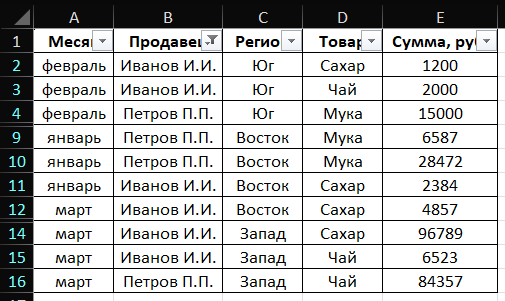 A B C D E
1 Месяц Продавец Регио Товар Сумма, руб
2 февраль Иванов И.И. Юг Сахар 1200
3 февраль Иванов И.И. Юг Чай 2000
4 февраль Петров П.П. Юг Мука 15000
9 январь Петров П.П. Восток Мука 6587
10 январь Петров П.П. Восток Мука 28472
11 январь Иванов И.И. Восток Сахар 2384
12 март Иванов И.И. Восток Сахар 4857
14 март Иванов И.И. Запад Сахар 96789
15 март Иванов И.И. Запад Чай 6523
16 март Петров П.П. Запад Чай 84357